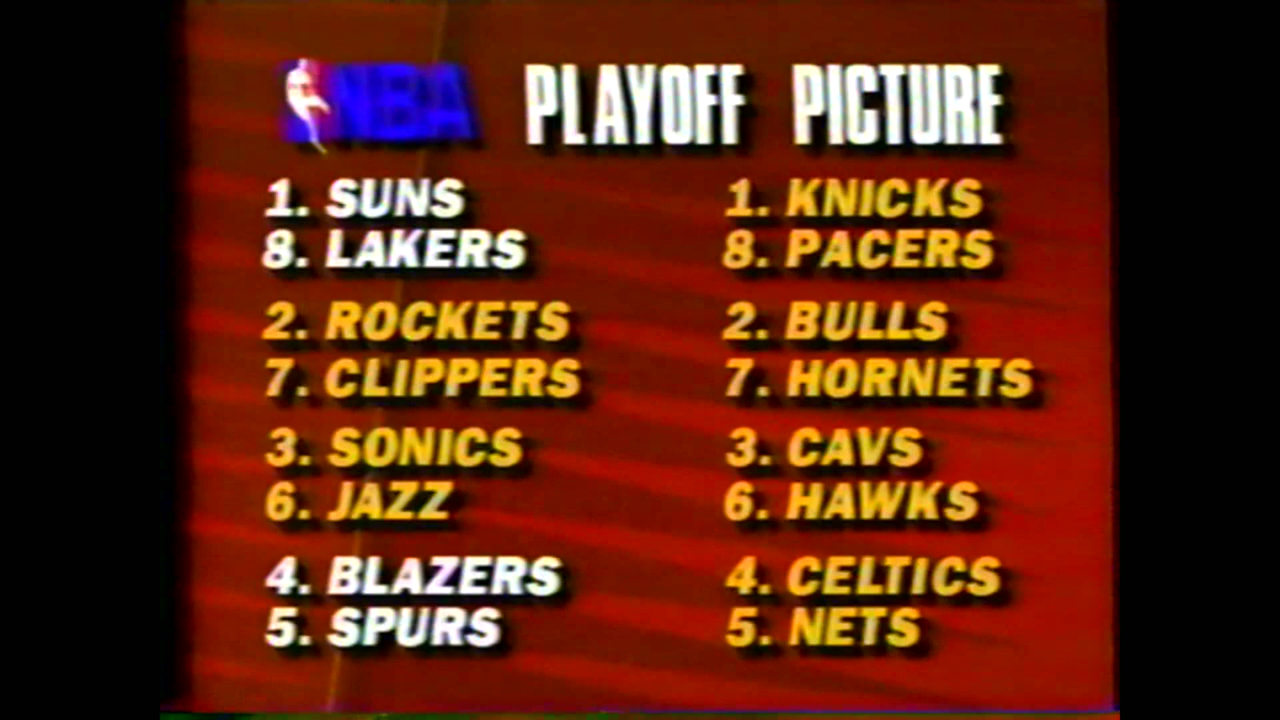 NBA PLAYOFF PICTURE
1. SUNS
8. LAKERS
2. ROCKETS
7. CLIPPERS
3. SONICS
6. JAZZ
4. BLAZERS
5. SPURS
1. KNICKS
8. PACERS
2. BULLS
7. HORNETS
3. CAVS
6. HAWKS
4. CELTICS
5. NETS